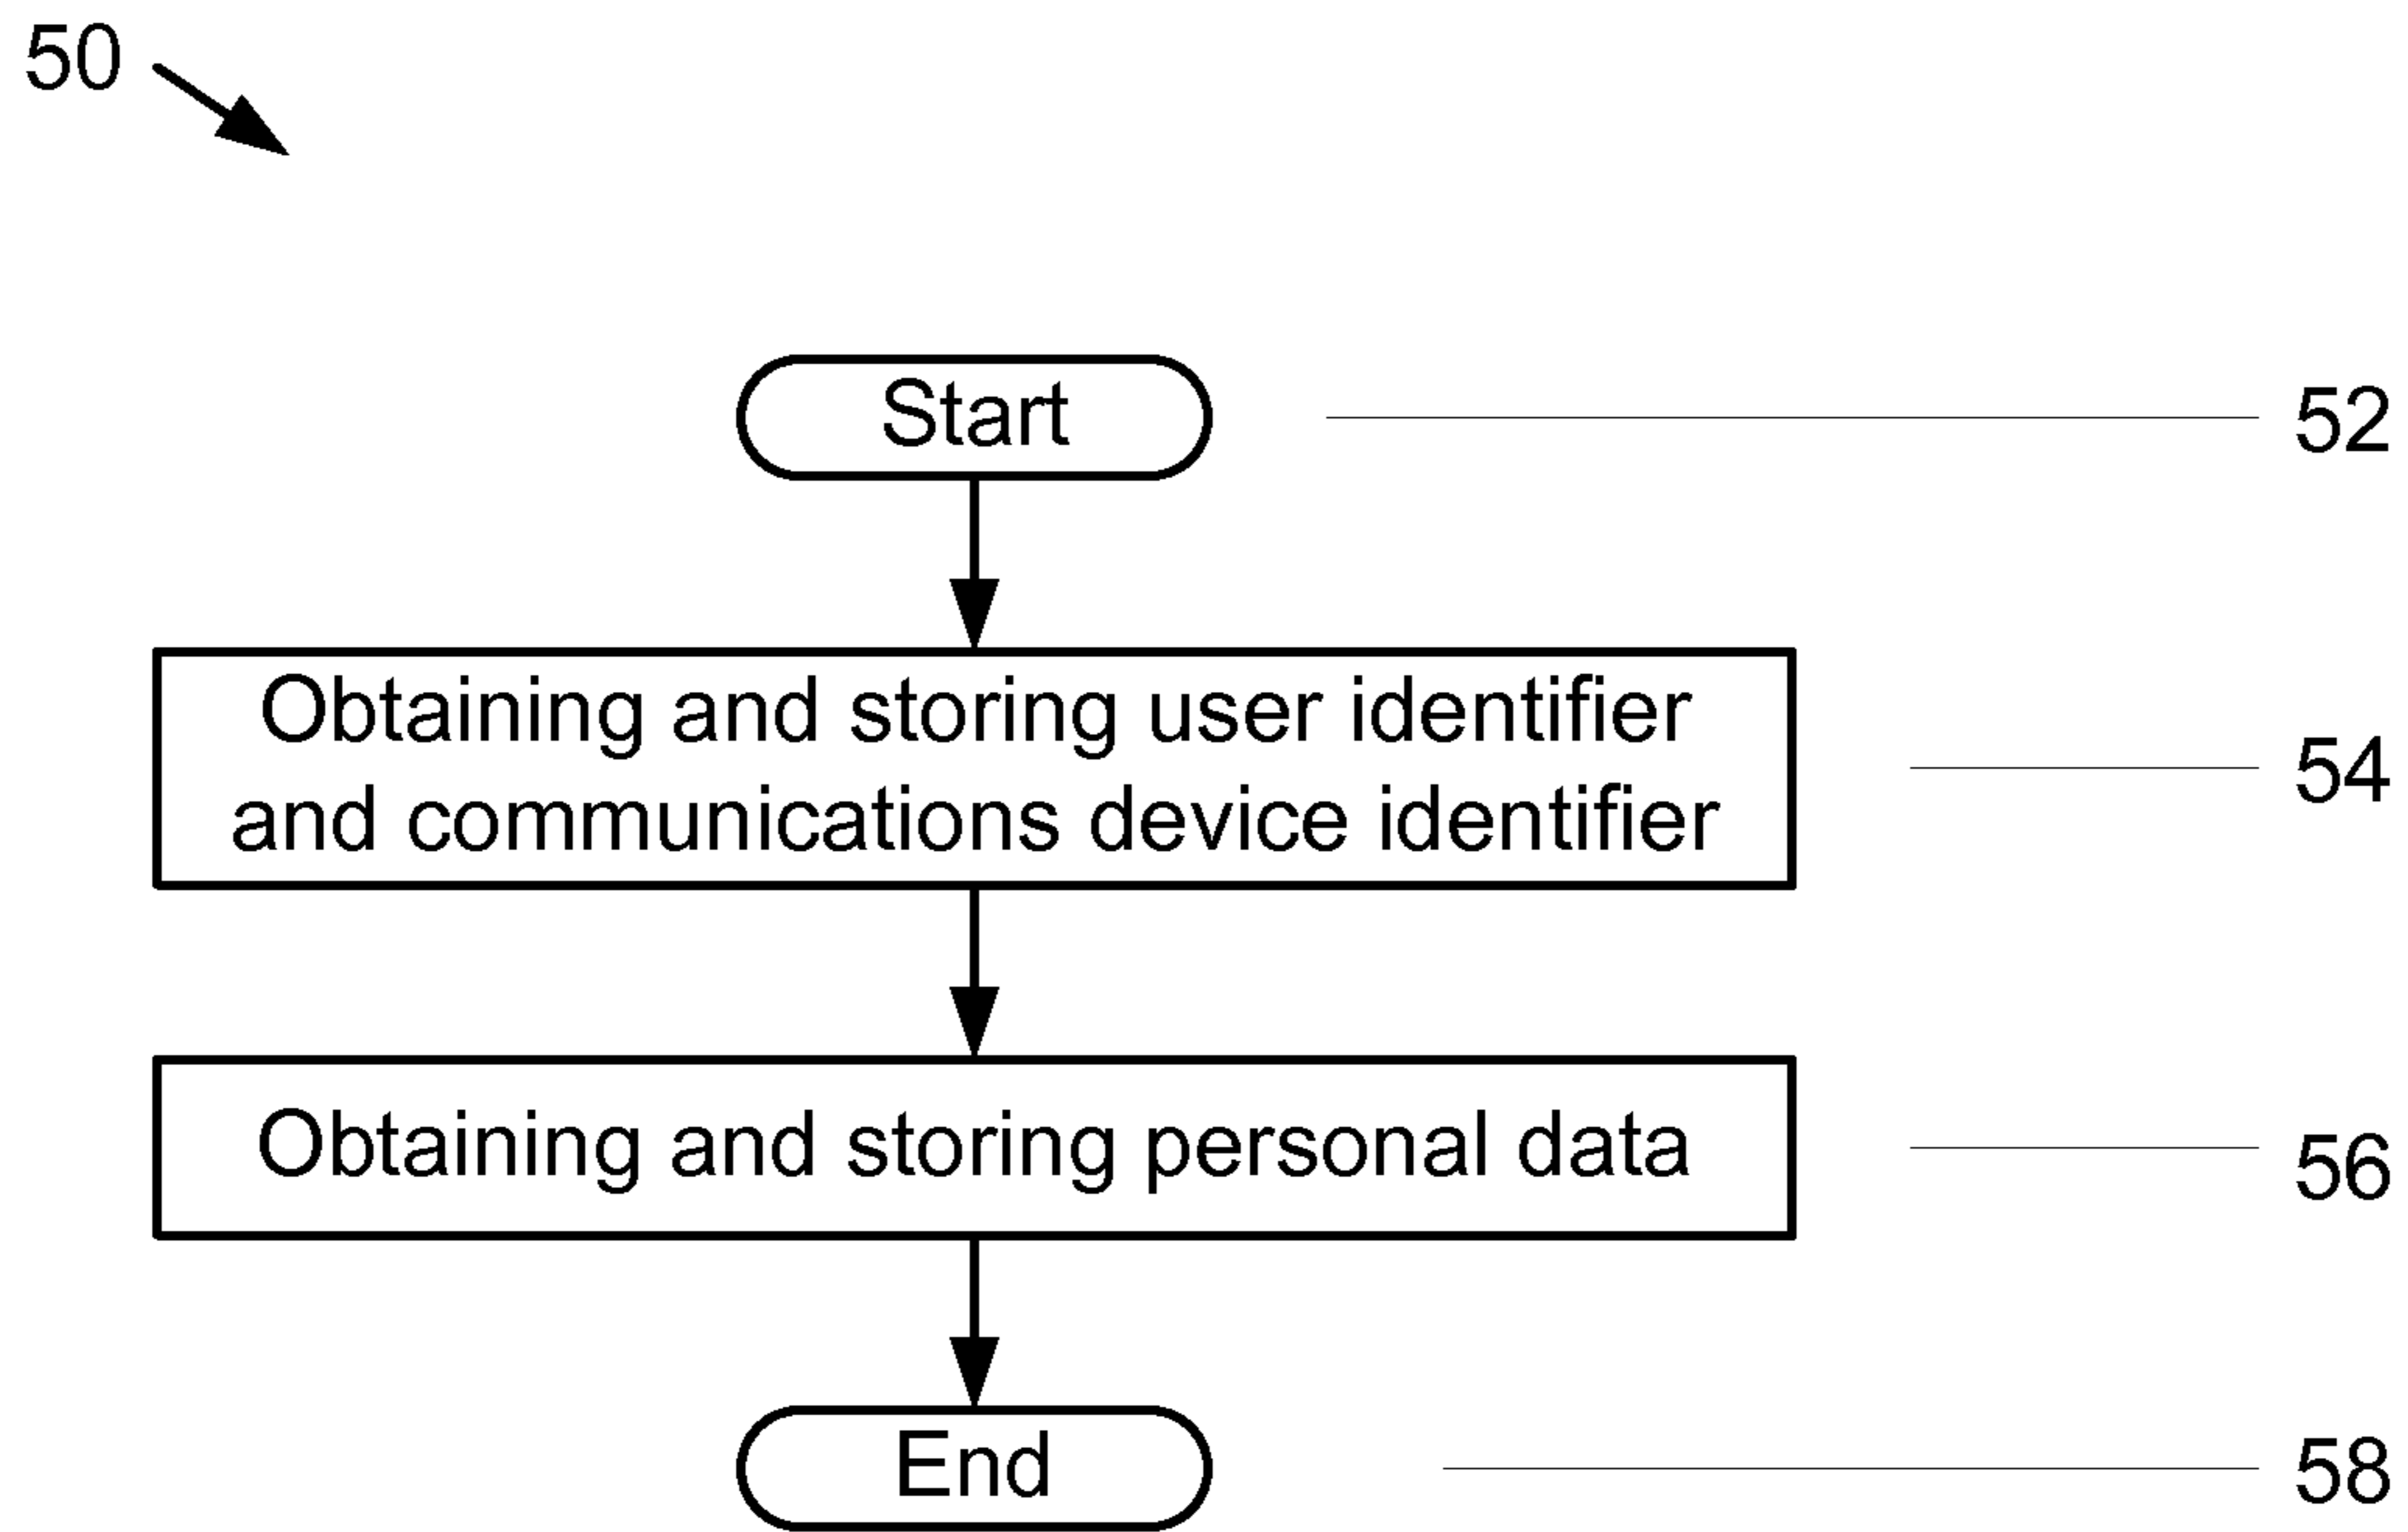 50
Start
52
Obtaining and storing user identifier
and communications device identifier
54
Obtaining and storing personal data
56
End
58